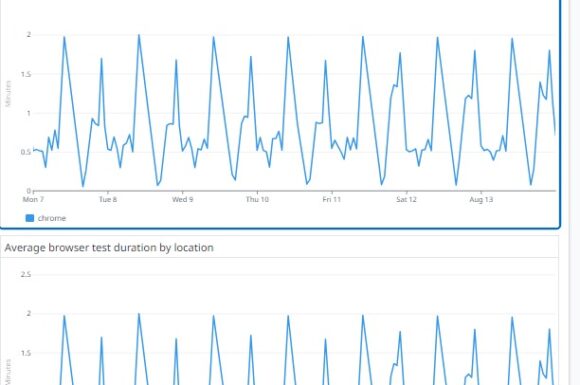 2
1.5
Minutes
1
0.5
0
Mon 7 Tue 8 Wed 9 Thu 10 Fri 11 Sat 12 Aug 13
chrome
Average browser test duration by location
2.5
2
1.5
Minutes